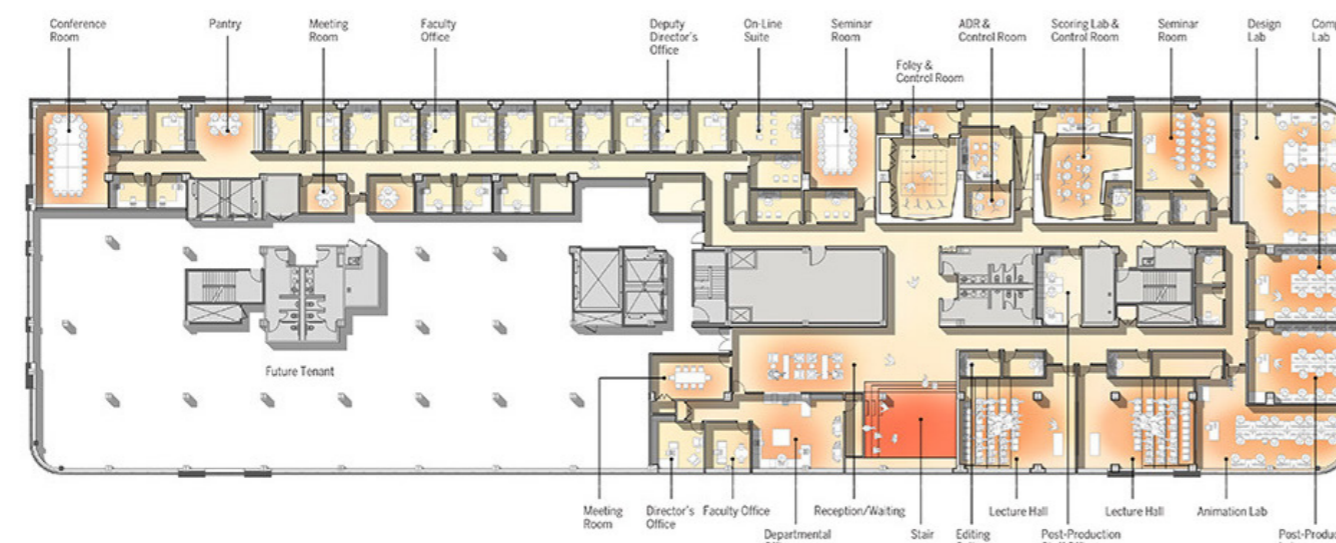 Conference
Room
Pantry
Meeting
Room
Faculty
Office
Deputy
Director's
Office
On-Line
Suite
Seminar
Room
Foley &
Control Room
ADR &
Control Room
Scoring Lab &
Control Room
Seminar
Room
Design
Lab
Lab
Future Tenant
Meeting
Room
Director's
Office
Faculty Office
Departmental
Reception/Waiting
Stair
Editing
Lecture Hall
Post-Production
Lecture Hall
Animation Lab